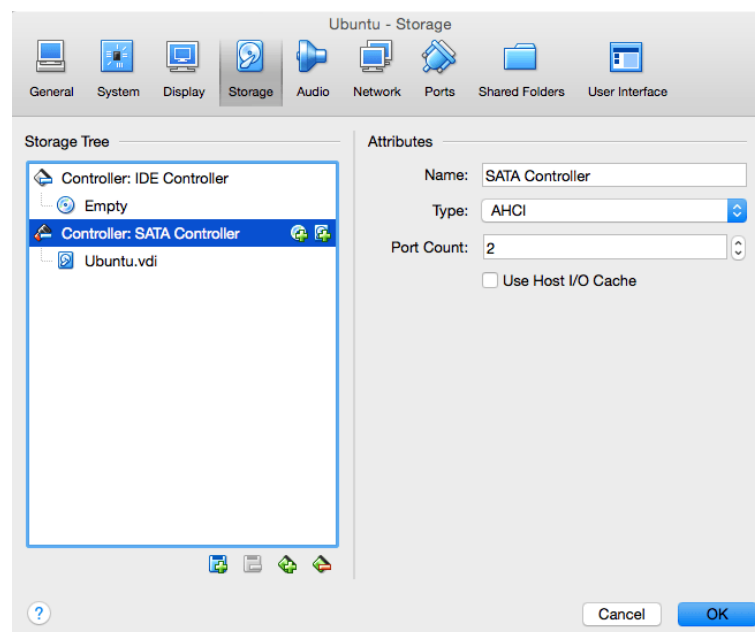 Ubuntu - Storage
General System Display Storage Audio Network Ports Shared Folders User Interface
Storage Tree
Controller: IDE Controller
Empty
Controller: SATA Controller
Ubuntu.vdi
Attributes
Name: SATA Controller
Type: AHCI
Port Count: 2
Use Host I/O Cache
?
Cancel OK